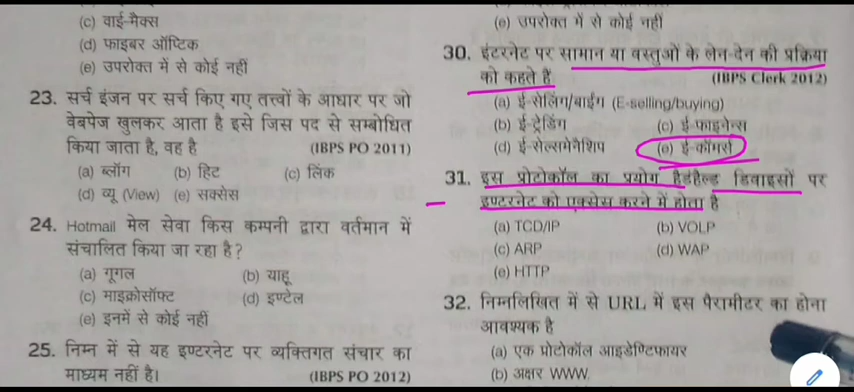 (c) वाई-मैक्स
(d) फाइबर ऑप्टिक
(e) उपरोक्त में से कोई नहीं
23. सर्च इंजन पर सर्च किए गए तत्त्वों के आधार पर जो
वेबपेज खुलकर आता है इसे जिस पद से सम्बोधित
किया जाता है, वह है (IBPS PO 2011)
(a) ब्लॉग (b) हिट (c) लिंक
(d) व्यू (View) (e) सक्सेस
24. Hotmail मेल सेवा किस कम्पनी द्वारा वर्तमान में
संचालित किया जा रहा है?
(a) गूगल (b) याहू
(c) माइक्रोसॉफ्ट (d) इण्टेल
(e) इनमें से कोई नहीं
25. निम्न में से यह इण्टरनेट पर व्यक्तिगत संचार का
माध्यम नहीं है। (IBPS PO 2012)
(e) उपरोक्त में से कोई नहीं
30. इंटरनेट पर सामान या वस्तुओं के लेन-देन की प्रक्रिया
को कहते हैं (IBPS Clerk 2012)
(a) ई-सेलिंग/बाईंग (E-selling/buying)
(b) ई-ट्रेडिंग (c) ई-फाइनेन्स
(d) ई-सेल्समेनैशिप (e) ई-कॉमर्स
31. इस प्रोटोकॉल का प्रयोग हैडहैल्ड डिवाइसों पर
इण्टरनेट को एक्सेस करने में होता है
(a) TCD/IP (b) VOLP
(c) ARP (d) WAP
(e) HTTP
32. निम्नलिखित में से URL में इस पैरामीटर का होना
आवश्यक है
(a) एक प्रोटोकॉल आइडेण्टिफायर
(b) अक्षर WWW.